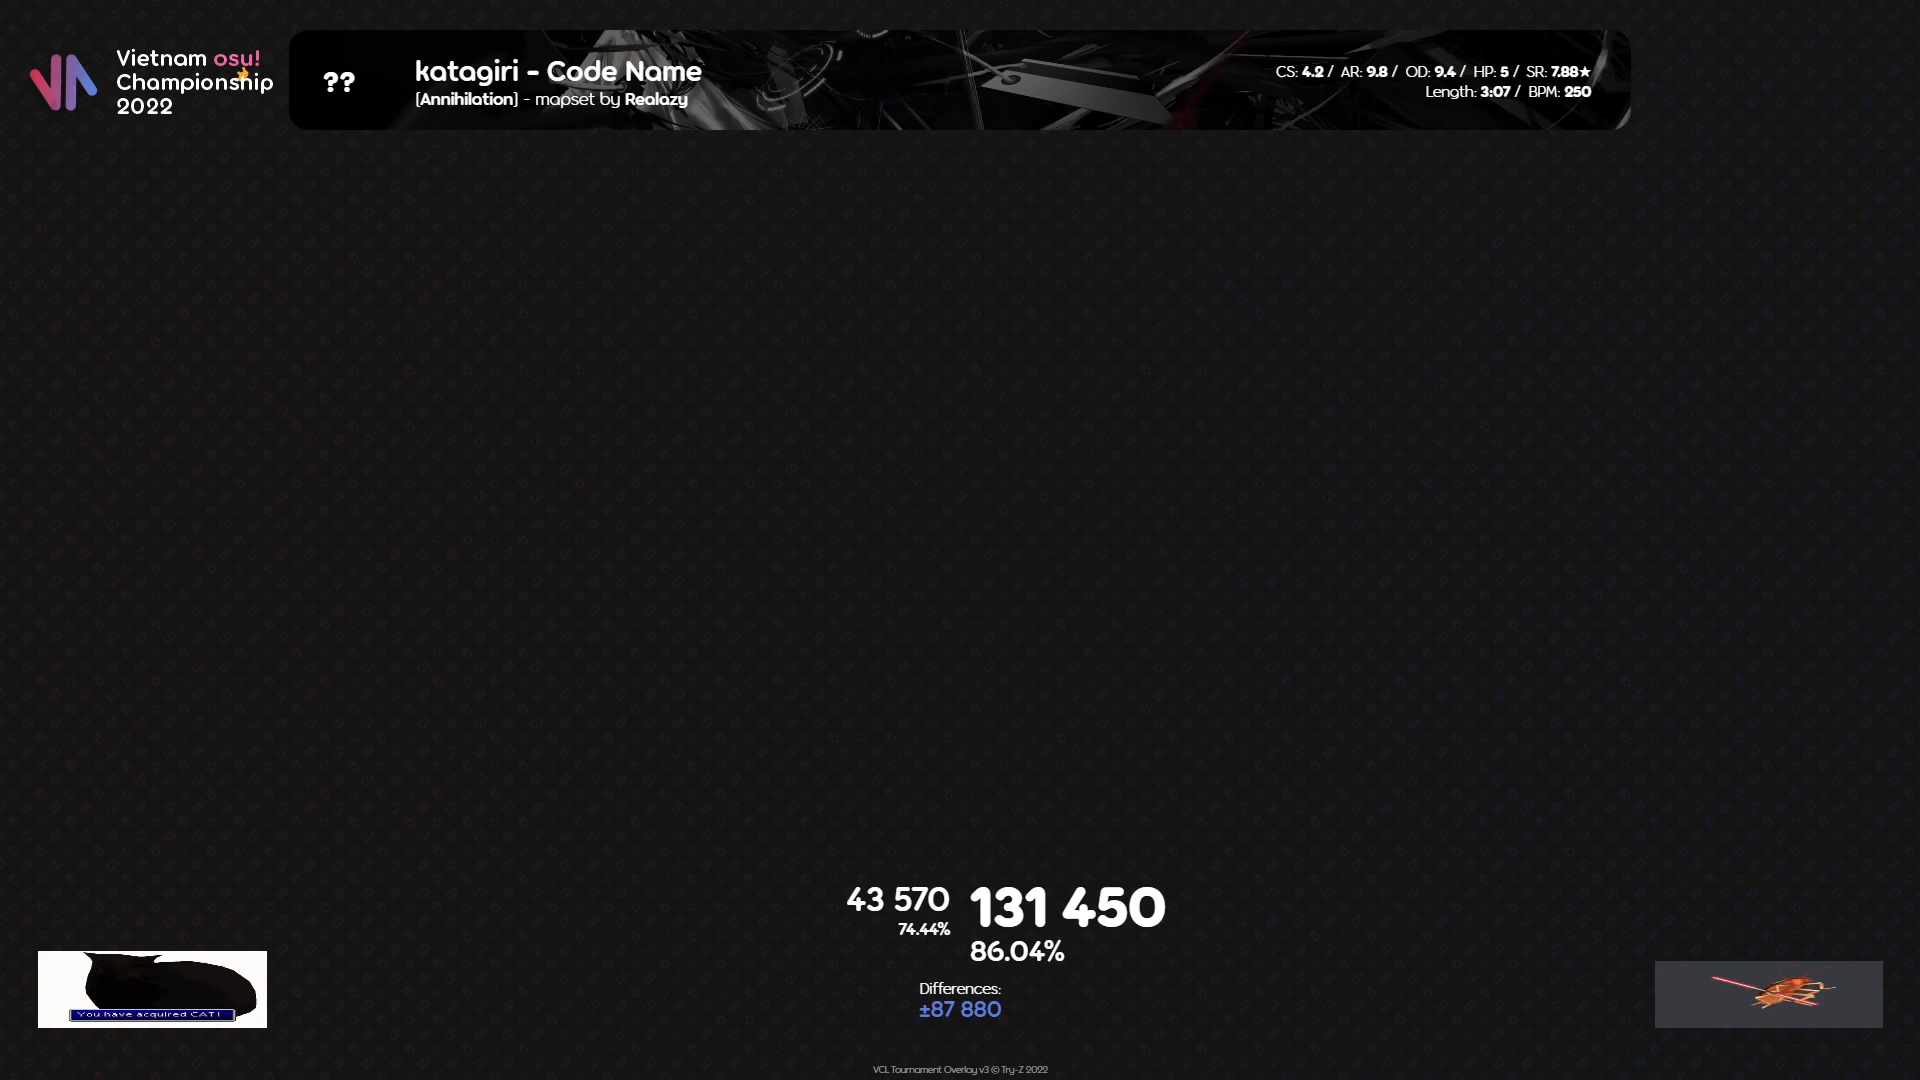 Vietnam osu!
Championship
2022
??
katagiri - Code Name
[Annihilation] - mapset by Realazy
CS: 4.2 / AR: 9.8 / OD: 9.4 / HP: 5 / SR: 7.88★
Length: 3:07 / BPM: 250
43 570
74.44%
131 450
86.04%
Differences:
±87 880
You have acquired CAT!
VCL Tournament Overlay v3 © Try-Z 2022